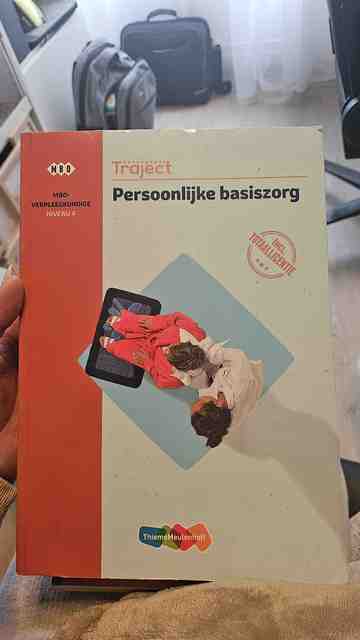 MBO
MBO-
VERPLEEGKUNDIGE
NIVEAU 4
Traject
Persoonlijke basiszorg
INCL.
TOTAALLICENTIE
ThiemeMeulenhoff